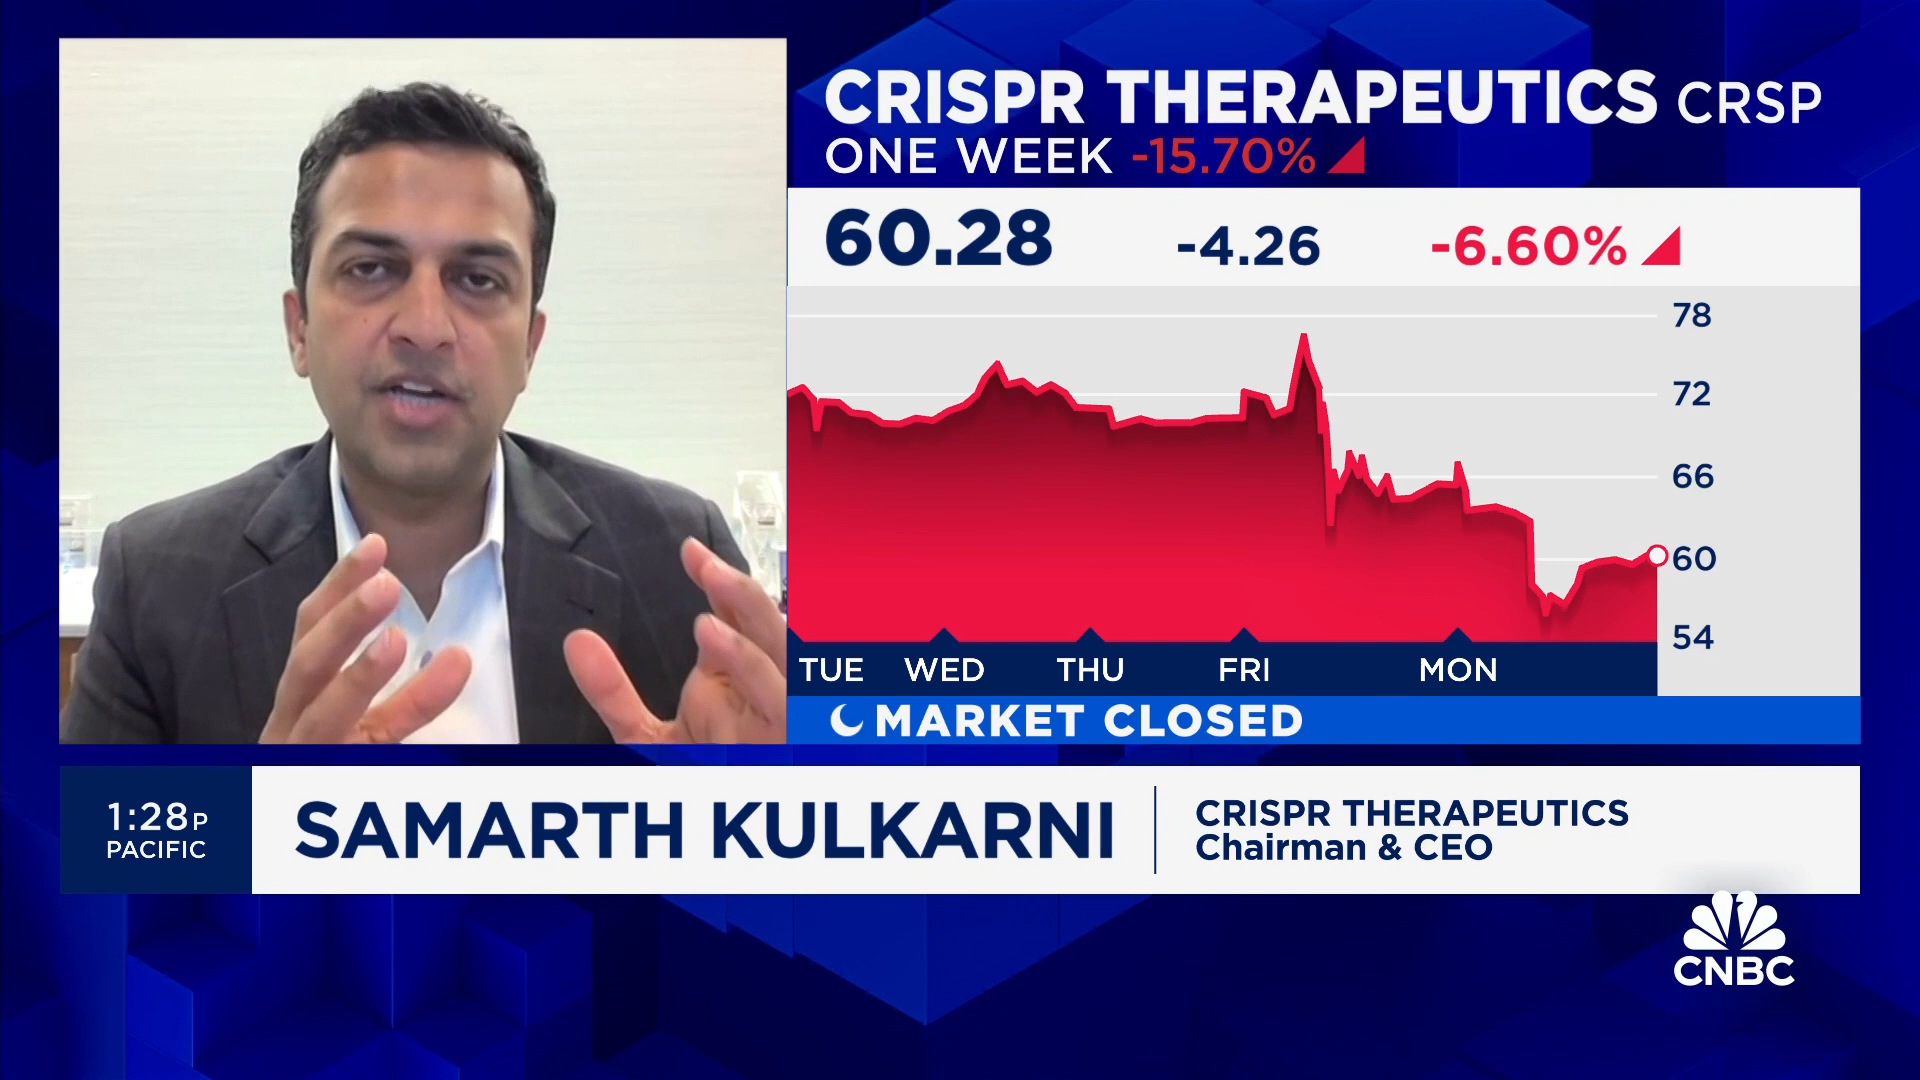 CRISPR THERAPEUTICS CRSP
ONE WEEK -15.70%
60.28 -4.26 -6.60%
78
72
66
60
54
TUE WED THU FRI MON
MARKET CLOSED
1:28P
PACIFIC
SAMARTH KULKARNI
CRISPR THERAPEUTICS
Chairman & CEO
CNBC